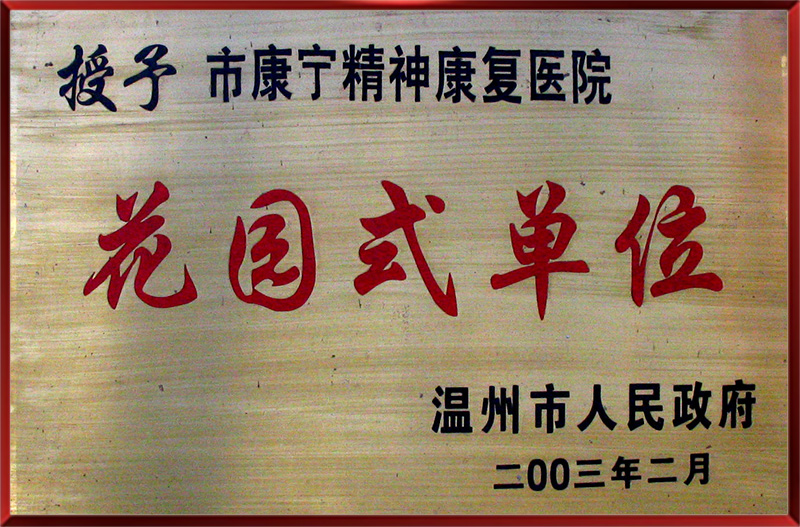 授予 市康宁精神康复医院
花园式单位
温州市人民政府
二00三年二月